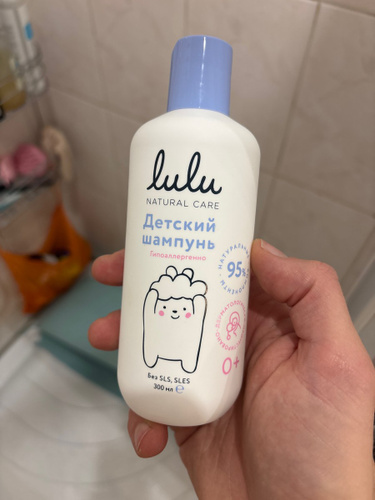 lulu
NATURAL CARE
Детский
шампунь
Гипоаллергенно
95%
0+
Без SLS, SLES
300 мл ℮